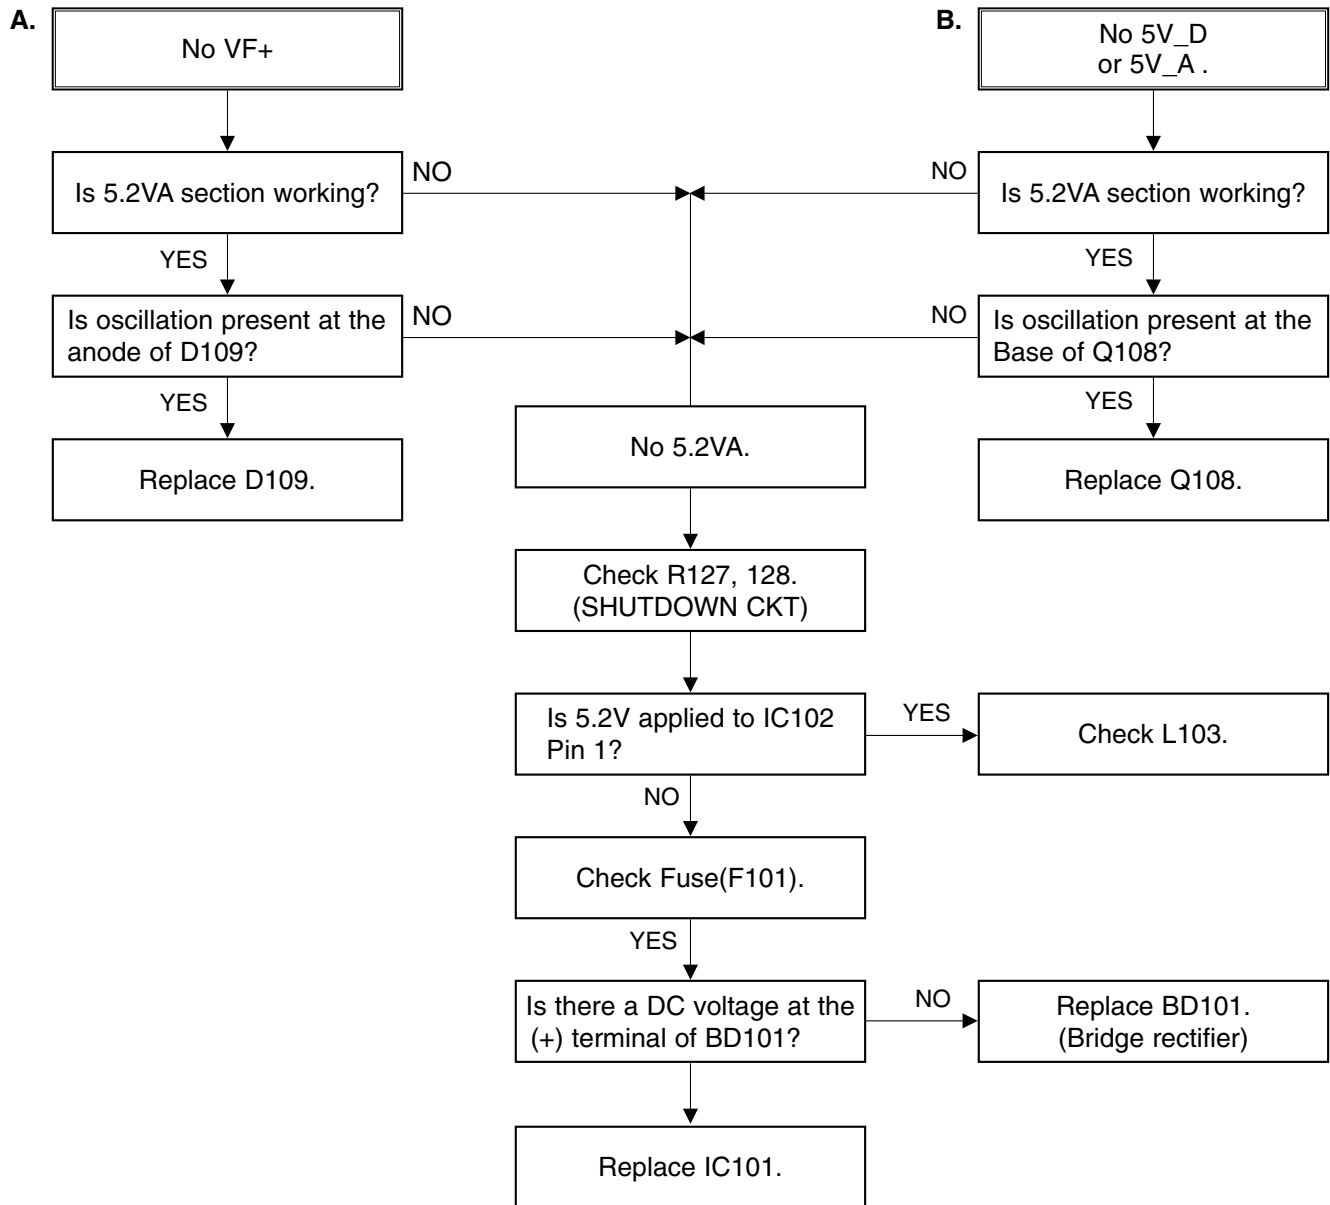 A.
No VF+
B.
No 5V_D
or 5V_A .
Is 5.2VA section working?
NO
NO
Is 5.2VA section working?
YES
YES
Is oscillation present at the
anode of D109?
NO
NO
Is oscillation present at the
Base of Q108?
YES
YES
Replace D109.
No 5.2VA.
Replace Q108.
Check R127, 128.
(SHUTDOWN CKT)
Is 5.2V applied to IC102
Pin 1?
YES
Check L103.
NO
Check Fuse(F101).
YES
Is there a DC voltage at the
(+) terminal of BD101?
NO
Replace BD101.
(Bridge rectifier)
Replace IC101.